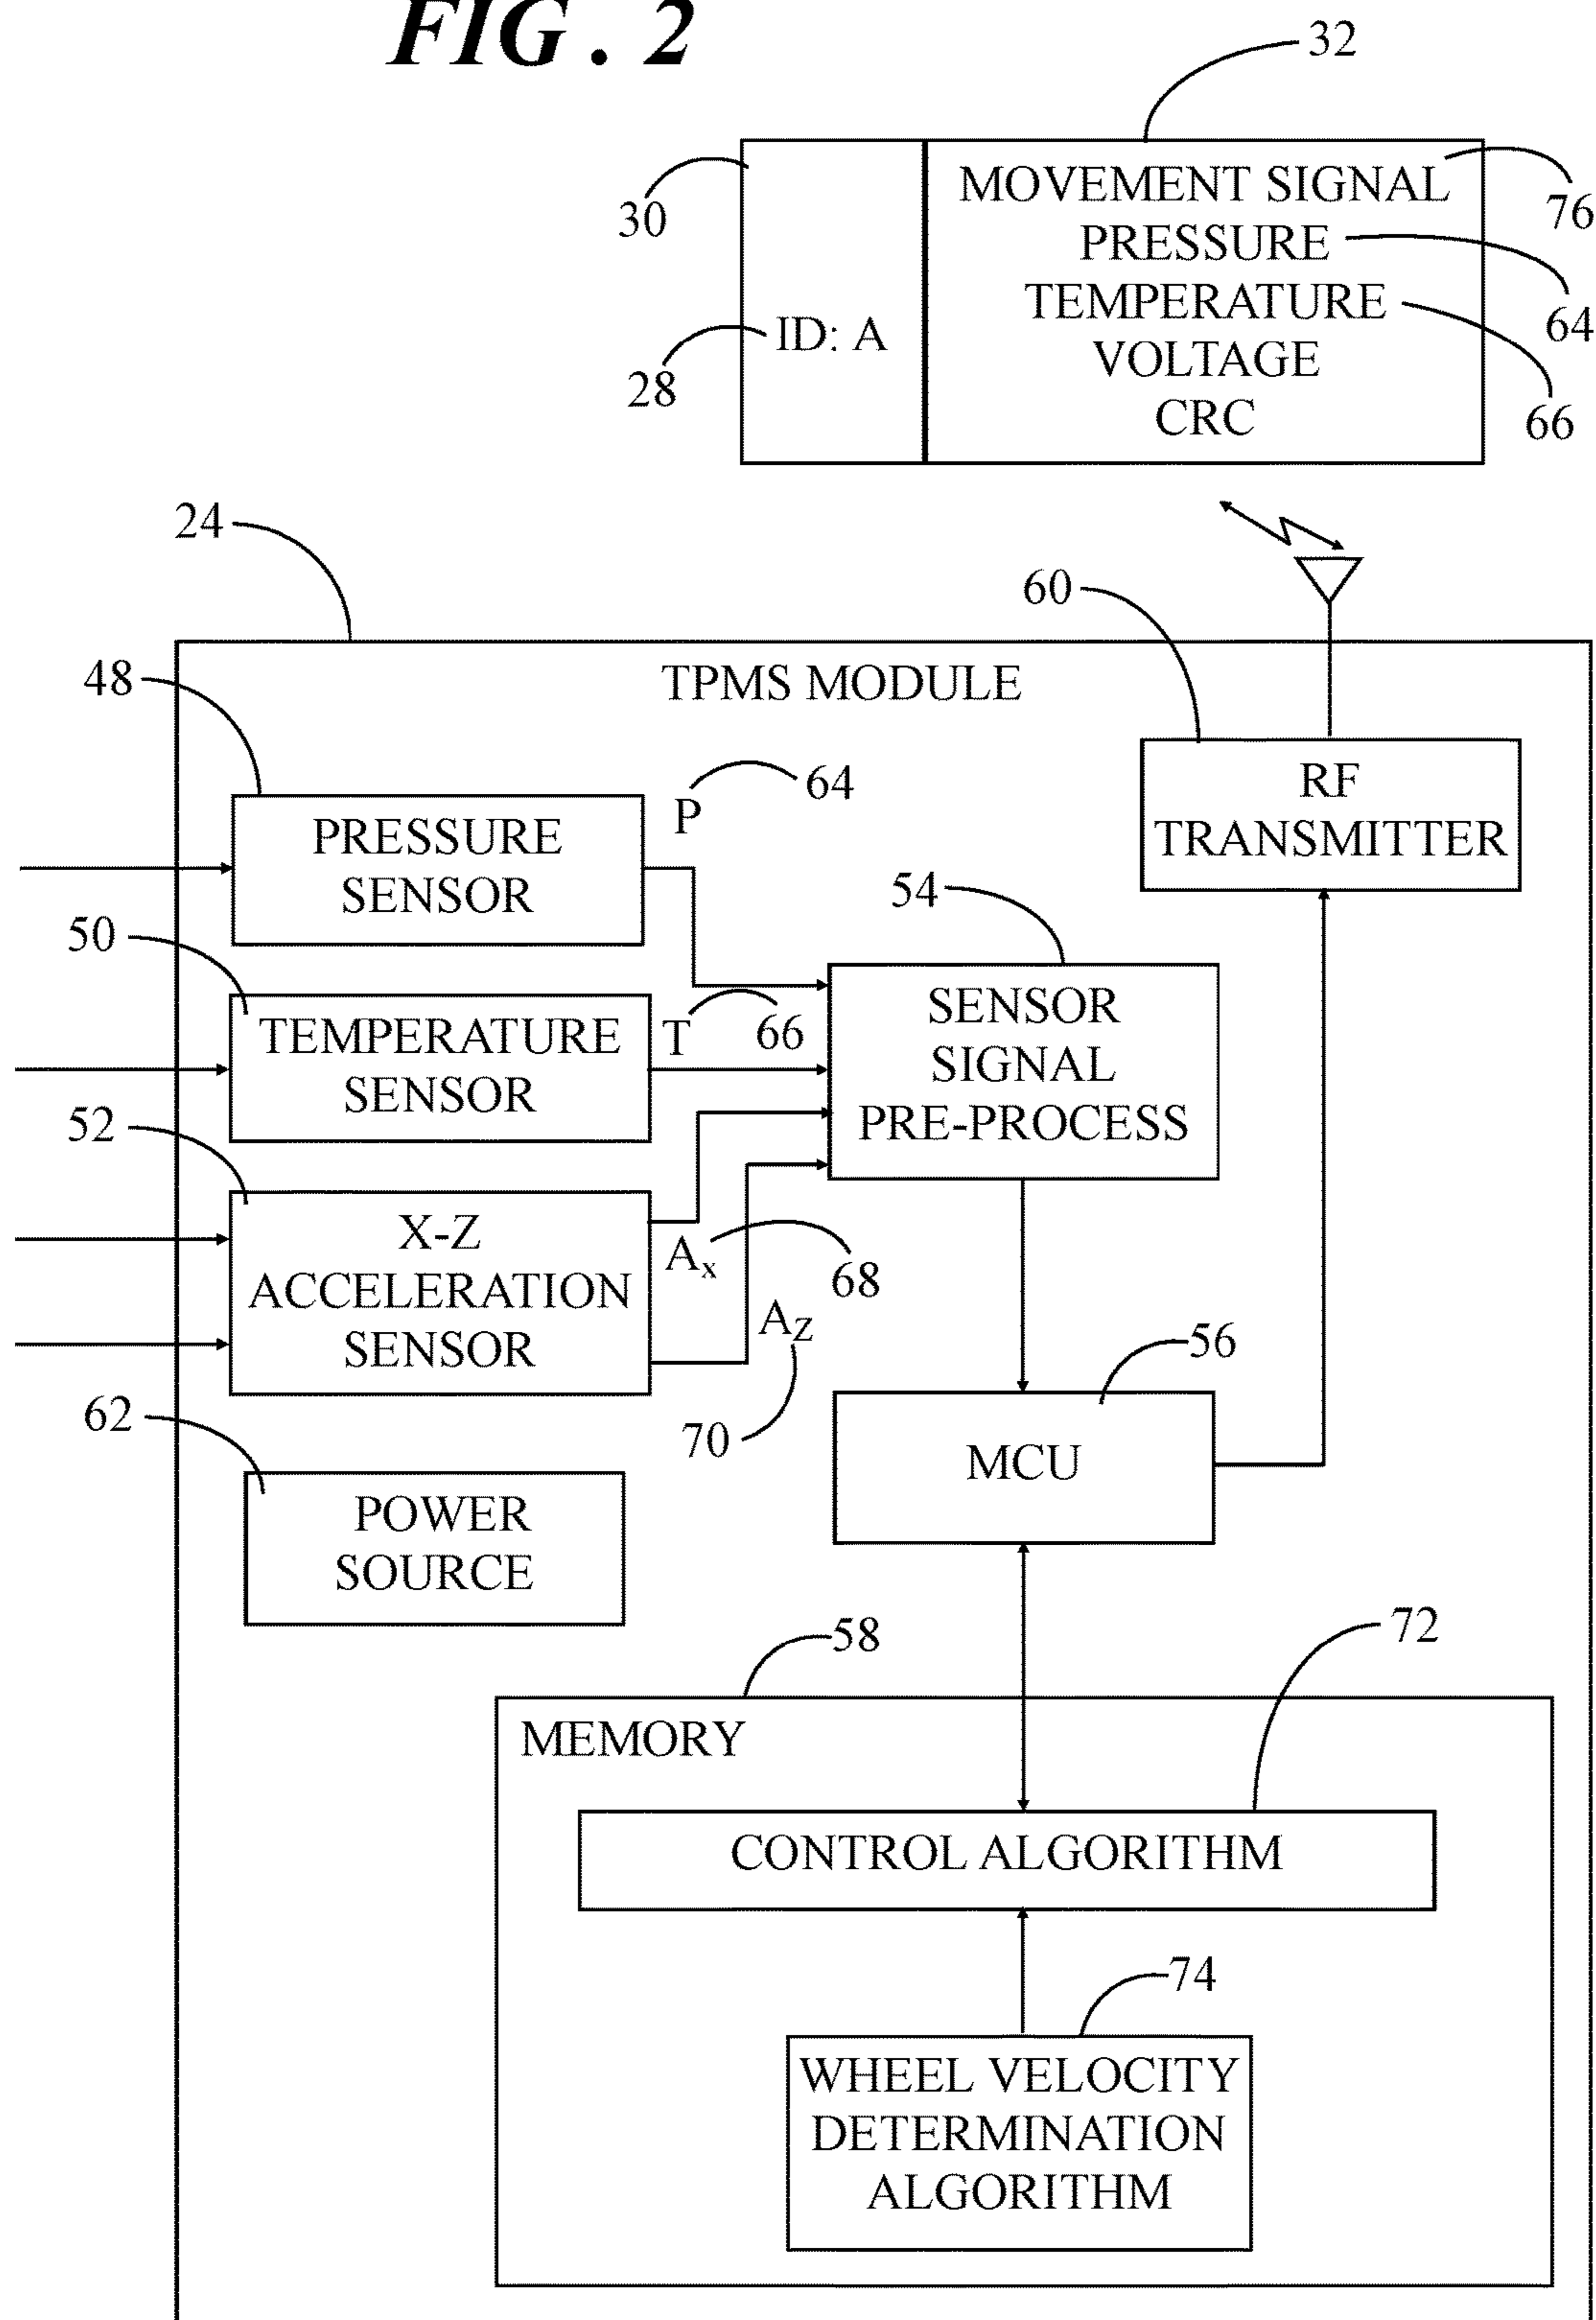 FIG. 2
32
30
MOVEMENT SIGNAL
76
PRESSURE
64
TEMPERATURE
28
ID: A
VOLTAGE
66
CRC
24
60
TPMS MODULE
48
P
64
RF
TRANSMITTER
PRESSURE
SENSOR
54
50
T
66
TEMPERATURE
SENSOR
SENSOR
SIGNAL
PRE-PROCESS
52
X-Z
ACCELERATION
SENSOR
Ax
68
AZ
70
56
62
MCU
POWER
SOURCE
58
72
MEMORY
CONTROL ALGORITHM
74
WHEEL VELOCITY
DETERMINATION
ALGORITHM